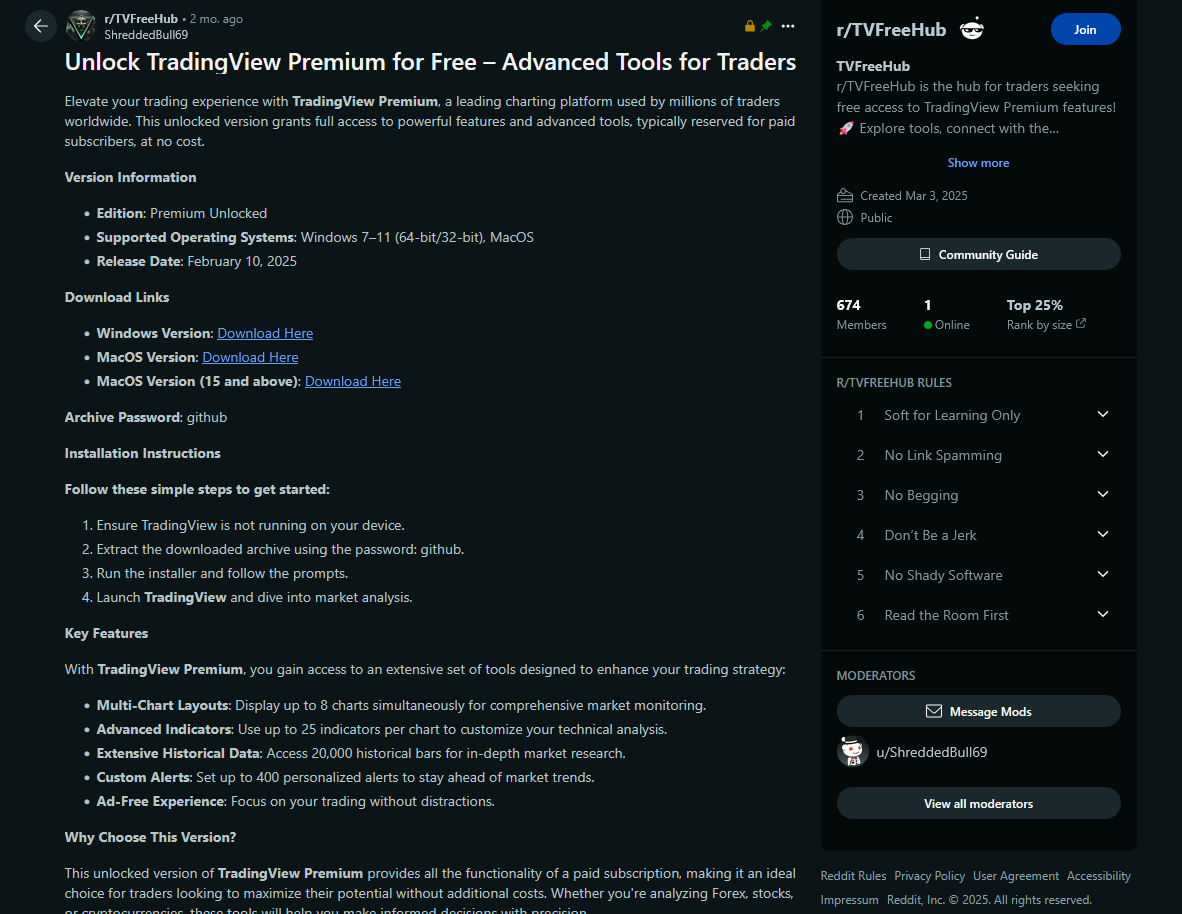 r/TVFreeHub • 2 mo. ago
ShreddedBull69
Unlock TradingView Premium for Free – Advanced Tools for Traders
Elevate your trading experience with TradingView Premium, a leading charting platform used by millions of traders
worldwide. This unlocked version grants full access to powerful features and advanced tools, typically reserved for paid
subscribers, at no cost.
Version Information
• Edition: Premium Unlocked
• Supported Operating Systems: Windows 7–11 (64-bit/32-bit), MacOS
• Release Date: February 10, 2025
Download Links
• Windows Version: Download Here
• MacOS Version: Download Here
• MacOS Version (15 and above): Download Here
Archive Password: github
Installation Instructions
Follow these simple steps to get started:
1. Ensure TradingView is not running on your device.
2. Extract the downloaded archive using the password: github.
3. Run the installer and follow the prompts.
4. Launch TradingView and dive into market analysis.
Key Features
With TradingView Premium, you gain access to an extensive set of tools designed to enhance your trading strategy:
• Multi-Chart Layouts: Display up to 8 charts simultaneously for comprehensive market monitoring.
• Advanced Indicators: Use up to 25 indicators per chart to customize your technical analysis.
• Extensive Historical Data: Access 20,000 historical bars for in-depth market research.
• Custom Alerts: Set up to 400 personalized alerts to stay ahead of market trends.
• Ad-Free Experience: Focus on your trading without distractions.
Why Choose This Version?
This unlocked version of TradingView Premium provides all the functionality of a paid subscription, making it an ideal
choice for traders looking to maximize their potential without additional costs. Whether you're analyzing Forex, stocks,
or cryptocurrencies, these tools will help you make informed decisions with precision.
r/TVFreeHub
Join
TVFreeHub
r/TVFreeHub is the hub for traders seeking
free access to TradingView Premium features!
🚀 Explore tools, connect with the...
Show more
Created Mar 3, 2025
Public
Community Guide
674 1 Top 25%
Members Online Rank by size
R/TVFREEHUB RULES
1 Soft for Learning Only
2 No Link Spamming
3 No Begging
4 Don't Be a Jerk
5 No Shady Software
6 Read the Room First
MODERATORS
Message Mods
u/ShreddedBull69
View all moderators
Reddit Rules Privacy Policy User Agreement Accessibility
Impressum Reddit, Inc. © 2025. All rights reserved.